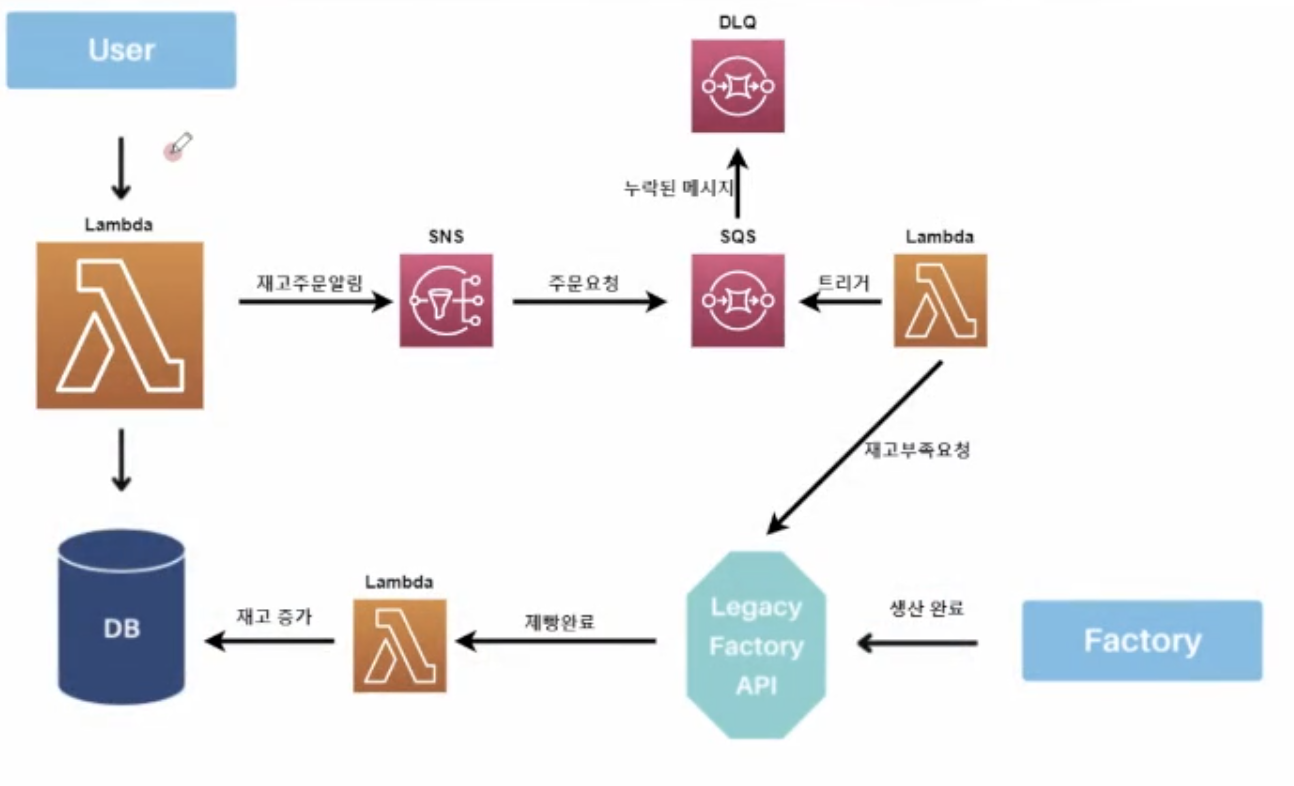 DLQ
User
누락된 메시지
Lambda
SNS
SQS
Lambda
재고주문알림
주문요청
트리거
재고부족요청
Lambda
Legacy
Factory
API
생산 완료
재고 증가
제빵완료
DB
Factory